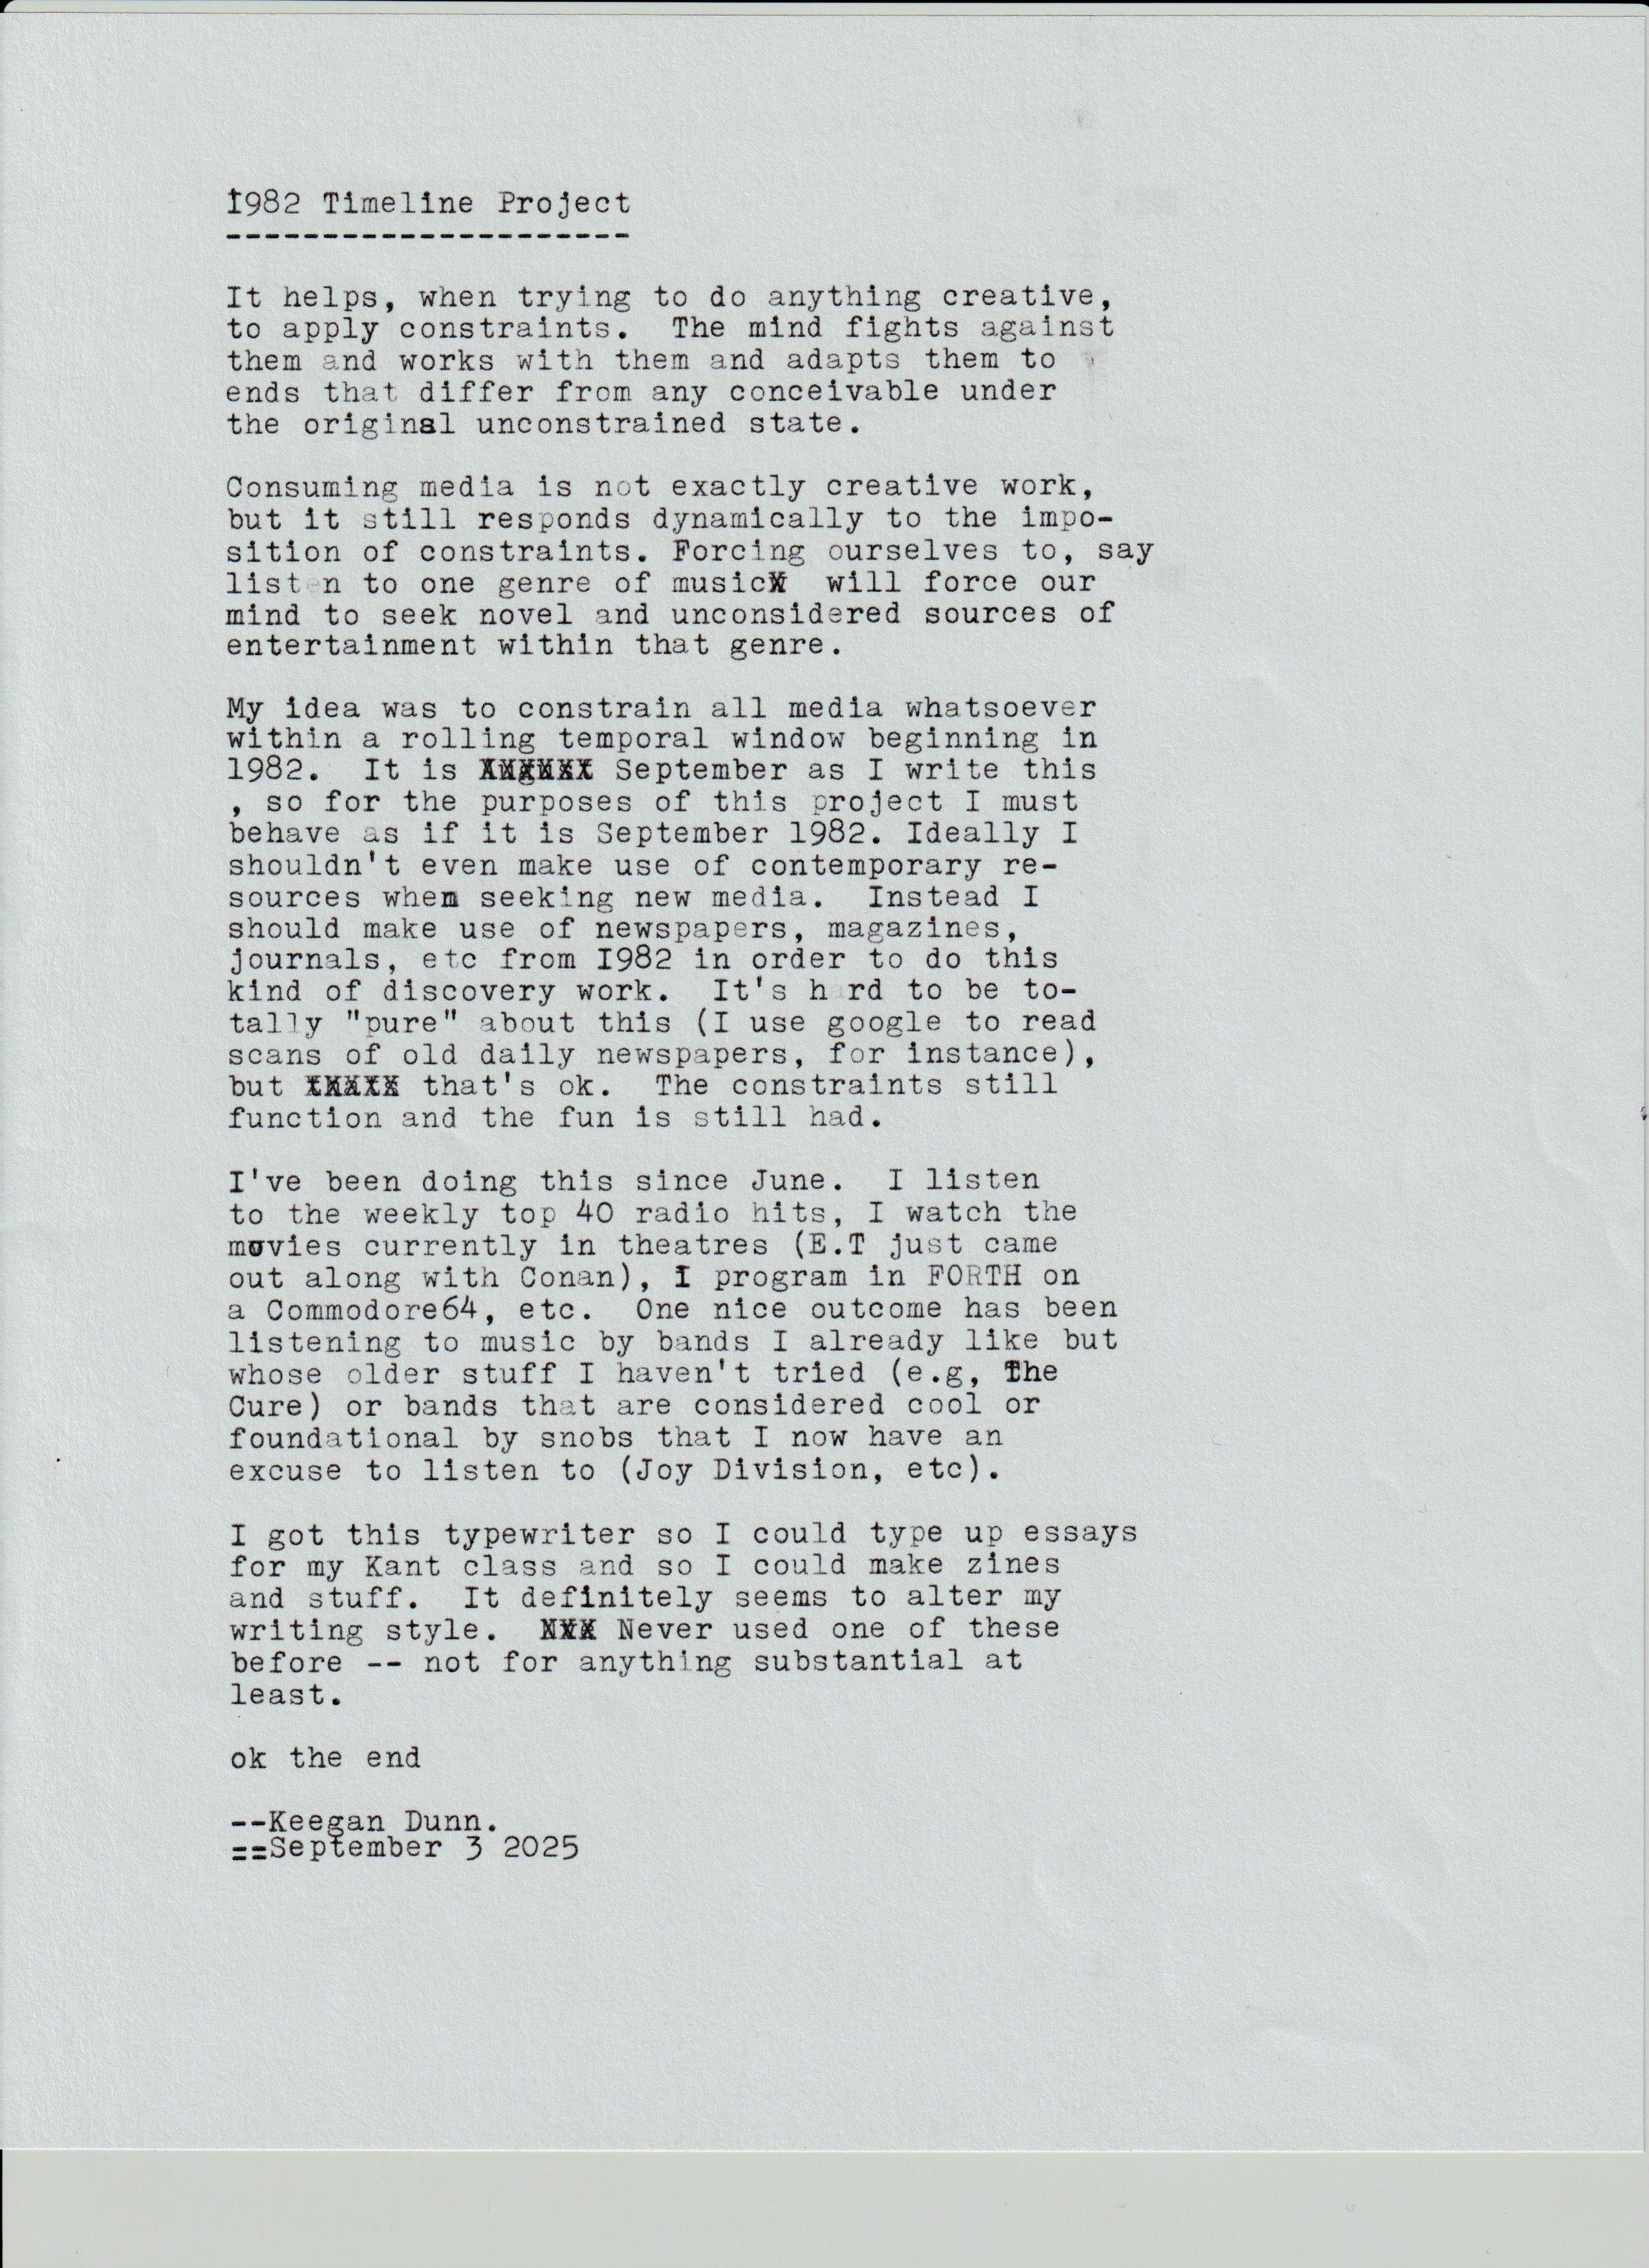 1982 Timeline Project
---------------------
It helps, when trying to do anything creative,
to apply constraints.  The mind fights against
them and works with them and adapts them to
ends that differ from any conceivable under
the original unconstrained state.
Consuming media is not exactly creative work,
but it still responds dynamically to the impo-
sition of constraints. Forcing ourselves to, say
listen to one genre of music  will force our
mind to seek novel and unconsidered sources of
entertainment within that genre.
My idea was to constrain all media whatsoever
within a rolling temporal window beginning in
1982.  It is September as I write this
, so for the purposes of this project I must
behave as if it is September 1982. Ideally I
shouldn't even make use of contemporary re-
sources when seeking new media.  Instead I
should make use of newspapers, magazines,
journals, etc from 1982 in order to do this
kind of discovery work.  It's h rd to be to-
tally "pure" about this (I use google to read
scans of old daily newspapers, for instance),
but that's ok.  The constraints still
function and the fun is still had.
I've been doing this since June.  I listen
to the weekly top 40 radio hits, I watch the
movies currently in theatres (E.T just came
out along with Conan), I program in FORTH on
a Commodore64, etc.  One nice outcome has been
listening to music by bands I already like but
whose older stuff I haven't tried (e.g, The
Cure) or bands that are considered cool or
foundational by snobs that I now have an
excuse to listen to (Joy Division, etc).
I got this typewriter so I could type up essays
for my Kant class and so I could make zines
and stuff.  It definitely seems to alter my
writing style.  Never used one of these
before -- not for anything substantial at
least.
ok the end
--Keegan Dunn.
==September 3 2025